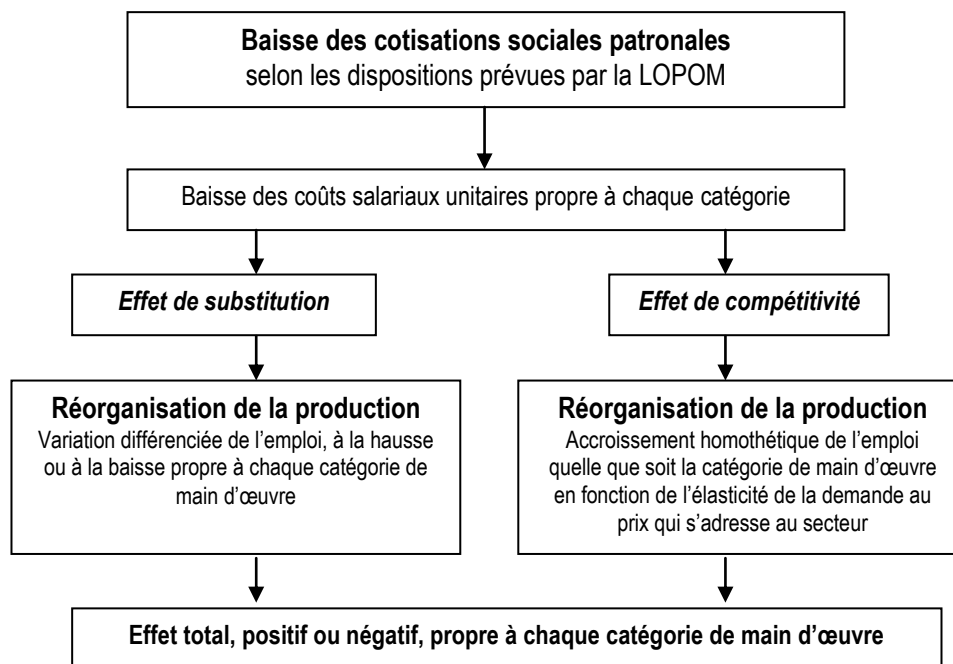 Baisse des cotisations sociales patronales
selon les dispositions prévues par la LOPOM
Baisse des coûts salariaux unitaires propre à chaque catégorie
Effet de substitution
Effet de compétitivité
Réorganisation de la production
Variation différenciée de l’emploi, à la hausse
ou à la baisse propre à chaque catégorie de
main d’œuvre
Réorganisation de la production
Accroissement homothétique de l’emploi
quelle que soit la catégorie de main d’œuvre
en fonction de l’élasticité de la demande au
prix qui s’adresse au secteur
Effet total, positif ou négatif, propre à chaque catégorie de main d’œuvre